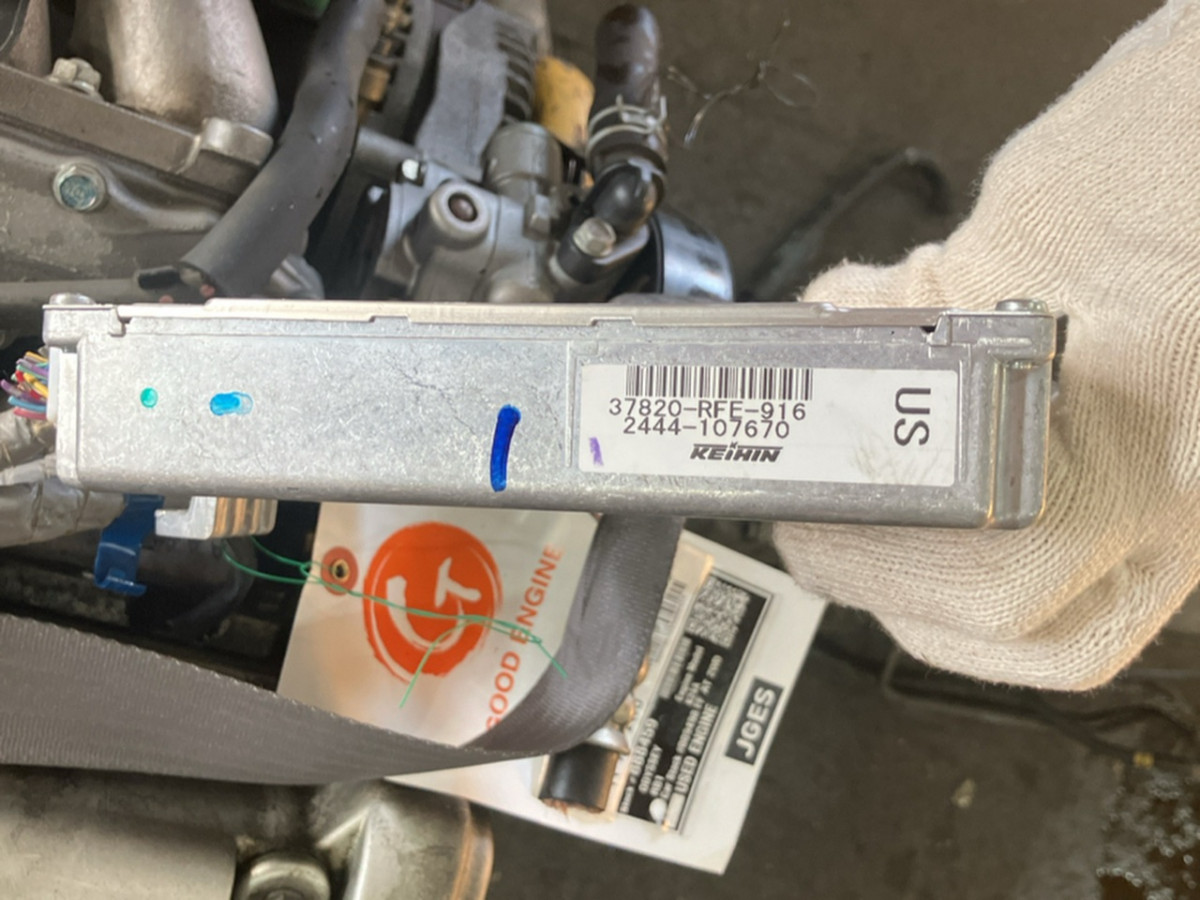 37820-RFE-916
2444-107670
KEIHIN
US
GOOD ENGINE
JGES
USED ENGINE